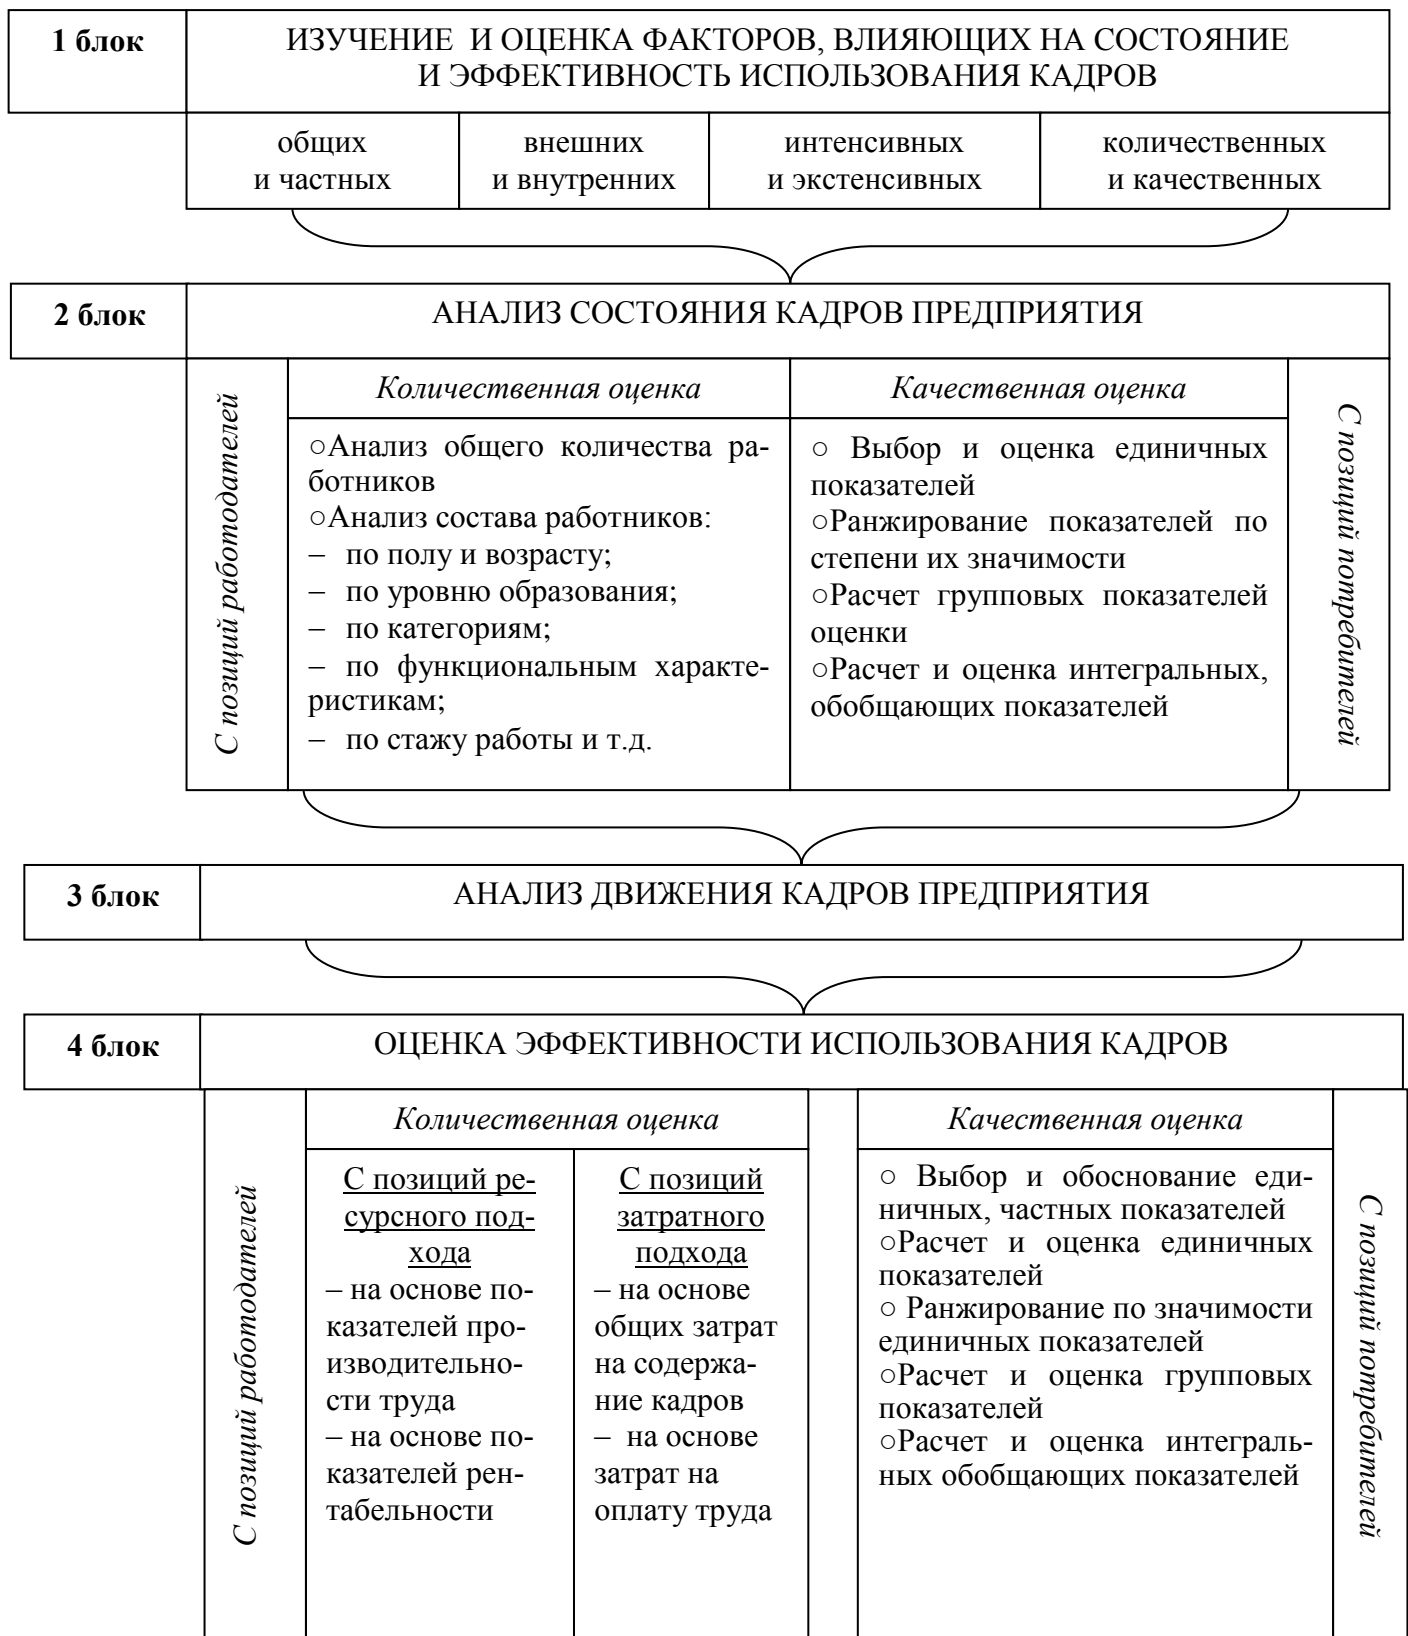 1 блок
ИЗУЧЕНИЕ И ОЦЕНКА ФАКТОРОВ, ВЛИЯЮЩИХ НА СОСТОЯНИЕ
И ЭФФЕКТИВНОСТЬ ИСПОЛЬЗОВАНИЯ КАДРОВ
общих
и частных
внешних
и внутренних
интенсивных
и экстенсивных
количественных
и качественных
2 блок
АНАЛИЗ СОСТОЯНИЯ КАДРОВ ПРЕДПРИЯТИЯ
С позиций работодателей
Количественная оценка
○Анализ общего количества ра-
ботников
○Анализ состава работников:
– по полу и возрасту;
– по уровню образования;
– по категориям;
– по функциональным характе-
ристикам;
– по стажу работы и т.д.
Качественная оценка
○ Выбор и оценка единичных
показателей
○Ранжирование показателей по
степени их значимости
○Расчет групповых показателей
оценки
○Расчет и оценка интегральных,
обобщающих показателей
С позиций потребителей
3 блок
АНАЛИЗ ДВИЖЕНИЯ КАДРОВ ПРЕДПРИЯТИЯ
4 блок
ОЦЕНКА ЭФФЕКТИВНОСТИ ИСПОЛЬЗОВАНИЯ КАДРОВ
С позиций работодателей
Количественная оценка
С позиций ре-
сурсного под-
хода
– на основе по-
казателей про-
изводительно-
сти труда
– на основе по-
казателей рен-
табельности
С позиций
затратного
подхода
– на основе
общих затрат
на содержа-
ние кадров
– на основе
затрат на
оплату труда
Качественная оценка
○ Выбор и обоснование еди-
ничных, частных показателей
○Расчет и оценка единичных
показателей
○ Ранжирование по значимости
единичных показателей
○Расчет и оценка групповых
показателей
○Расчет и оценка интеграль-
ных обобщающих показателей
С позиций потребителей